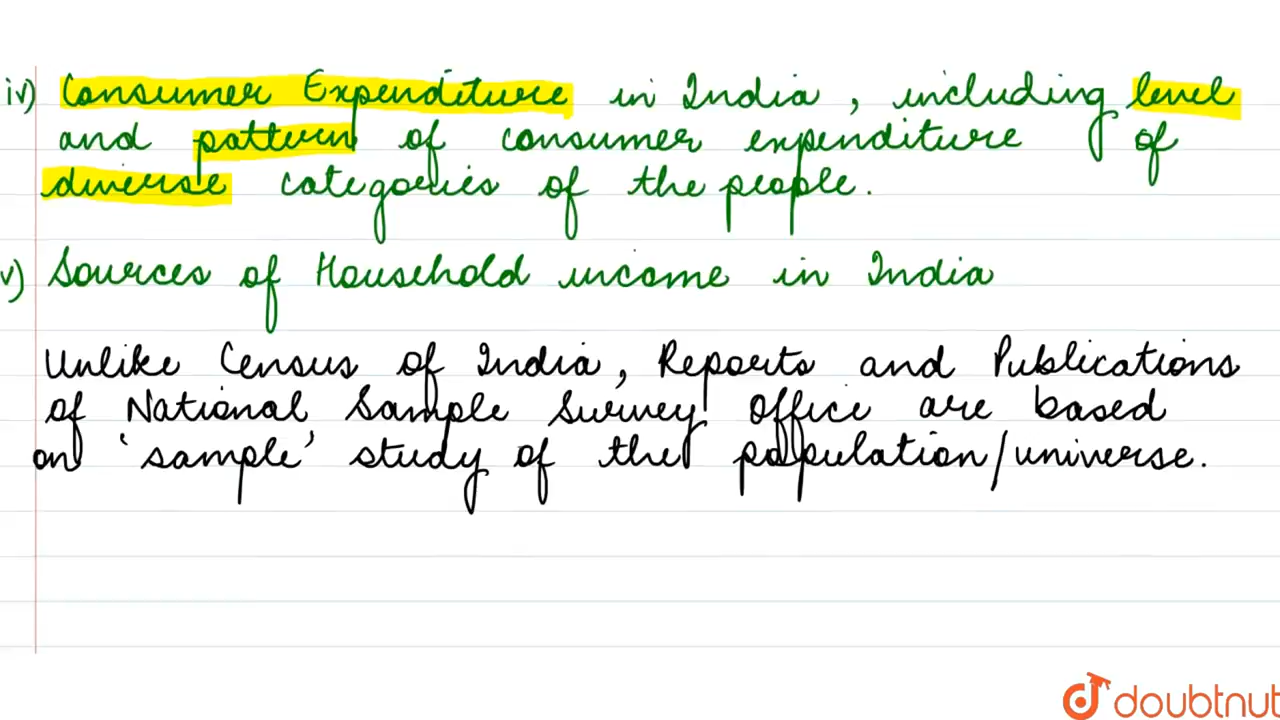 iv) Consumer Expenditure in India, including level
and pattern of consumer expenditure of
diverse categories of the people.
v) Sources of Household income in India
Unlike Census of India, Reports and Publications
of National Sample Survey Office are based
on 'sample' study of the population/universe.
doubtnut